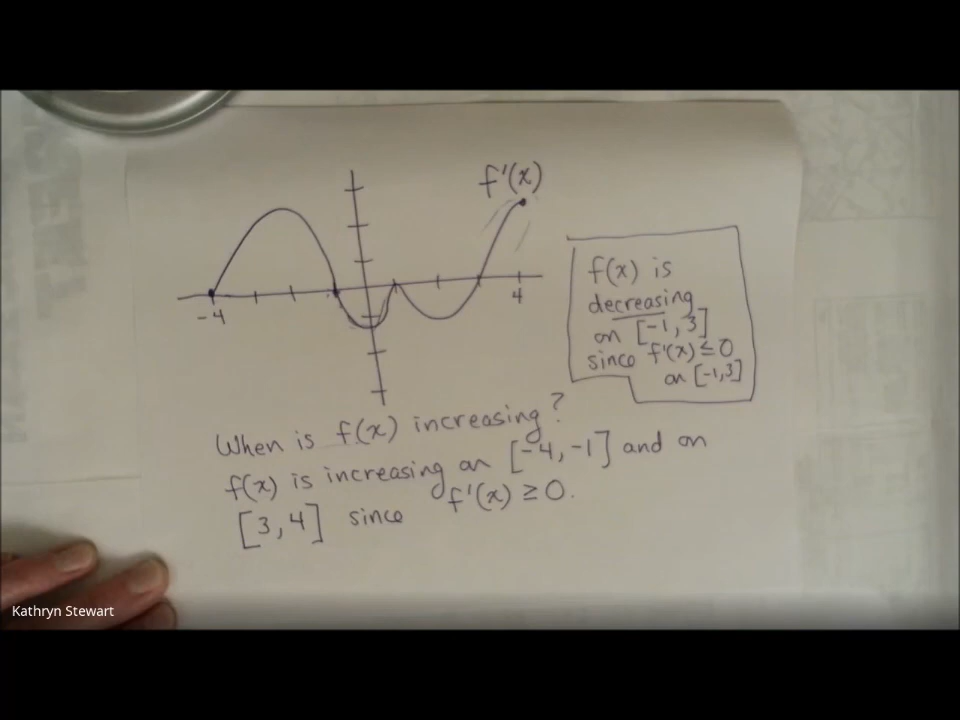 f'(x)
-4
4
f(x) is
decreasing
on [-1, 3]
since f'(x) ≤ 0
on [-1,3]
When is f(x) increasing?
f(x) is increasing on [-4, -1] and on
[3, 4] since f'(x) ≥ 0.
Kathryn Stewart